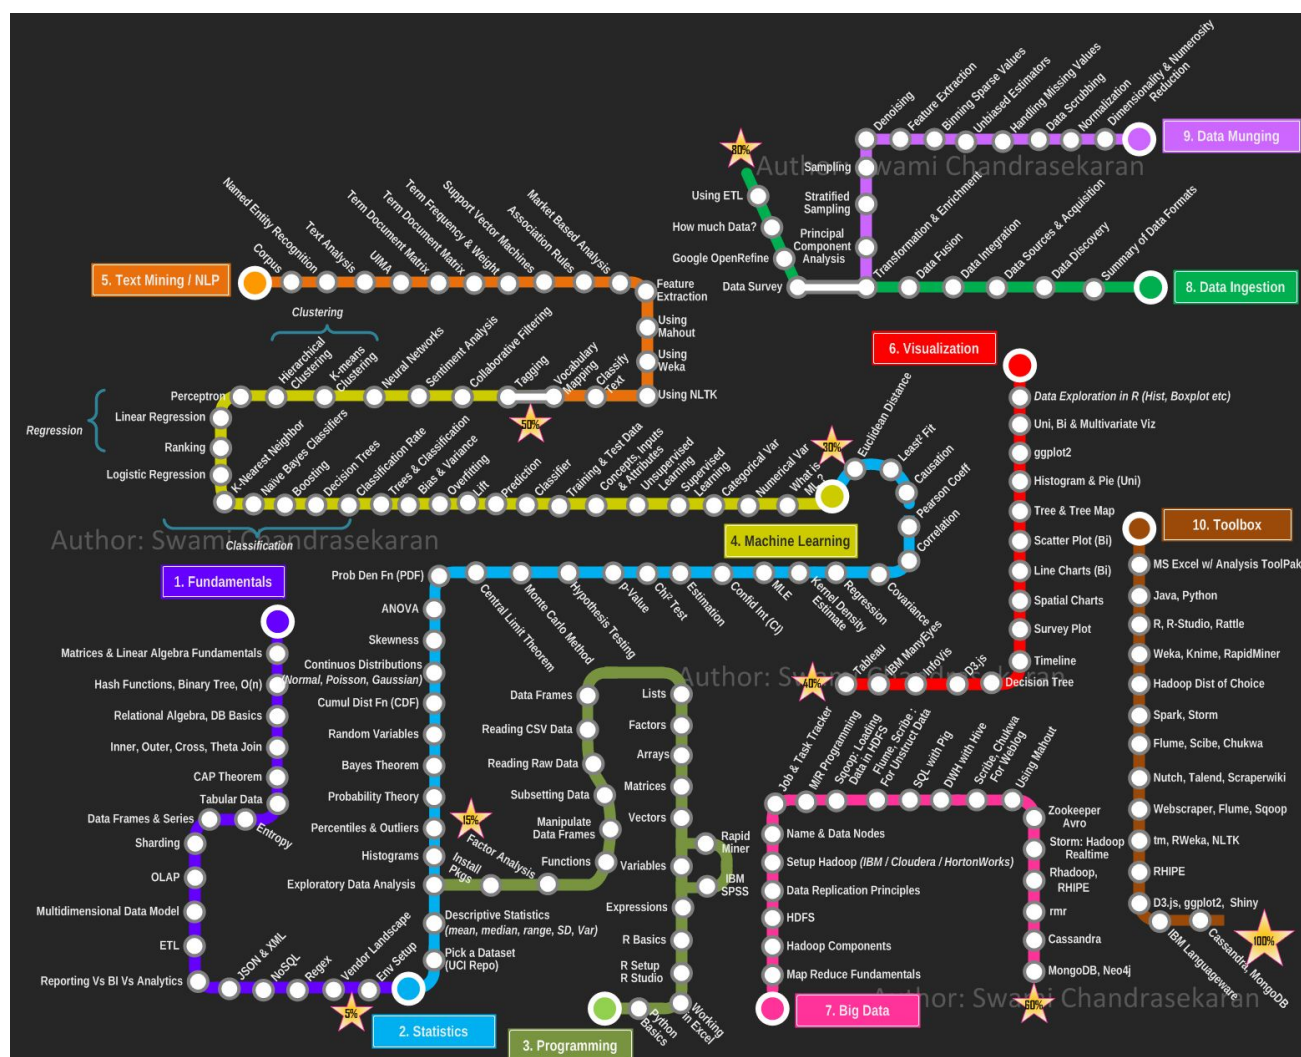 Denoising
Feature Extraction
Binning Sparse Values
Unbiased Estimators
Handling Missing Values
Data Scrubbing
Normalization
Dimensionality & Numerosity
Reduction
9. Data Munging
80%
Author: Swami Chandrasekaran
Sampling
Stratified
Sampling
Principal
Component
Analysis
Using ETL
How much Data?
Google OpenRefine
Data Survey
Transformation & Enrichment
Data Fusion
Data Integration
Data Sources & Acquisition
Data Discovery
Summary of Data Formats
8. Data Ingestion
5. Text Mining / NLP
Corpus
Named Entity Recognition
Text Analysis
UIMA
Term Document Matrix
Term Document Matrix
Term Frequency & Weight
Support Vector Machines
Association Rules
Market Based Analysis
Feature
Extraction
Using
Mahout
Using
Weka
Using NLTK
Classify
Text
Vocabulary
Mapping
Tagging
50%
Collaborative Filtering
Sentiment Analysis
Neural Networks
Clustering
K-means
Clustering
Hierarchical
Clustering
Perceptron
Regression
Linear Regression
Ranking
Logistic Regression
K-Nearest Neighbor
Naïve Bayes Classifiers
Boosting
Decision Trees
Classification Rate
Trees & Classification
Bias & Variance
Overfitting
Lift
Prediction
Classifier
Training & Test Data
Concepts, Inputs
& Attributes
Unsupervised
Learning
Supervised
Learning
Categorical Var
Numerical Var
What is
ML?
30%
4. Machine Learning
Classification
Author: Swami Chandrasekaran
Euclidean Distance
Least² Fit
Causation
Pearson Coeff
Correlation
Covariance
Regression
Kernel Density
Estimate
MLE
Confid Int (CI)
Estimation
Chi² Test
p-Value
Hypothesis Testing
Monte Carlo Method
Central Limit Theorem
Prob Den Fn (PDF)
ANOVA
Skewness
Continuos Distributions
(Normal, Poisson, Gaussian)
Cumul Dist Fn (CDF)
Random Variables
Bayes Theorem
Probability Theory
Percentiles & Outliers
Histograms
Exploratory Data Analysis
Descriptive Statistics
(mean, median, range, SD, Var)
Pick a Dataset
(UCI Repo)
2. Statistics
1. Fundamentals
Matrices & Linear Algebra Fundamentals
Hash Functions, Binary Tree, O(n)
Relational Algebra, DB Basics
Inner, Outer, Cross, Theta Join
CAP Theorem
Tabular Data
Entropy
Data Frames & Series
Sharding
OLAP
Multidimensional Data Model
ETL
Reporting Vs BI Vs Analytics
JSON & XML
NoSQL
Regex
Vendor Landscape
Env Setup
5%
15%
Install
Pkgs
Factor Analysis
Functions
Manipulate
Data Frames
Subsetting Data
Reading Raw Data
Reading CSV Data
Data Frames
Lists
Factors
Arrays
Matrices
Vectors
Variables
Rapid
Miner
IBM
SPSS
Expressions
R Basics
R Setup
R Studio
Working
in Excel
Python
Basics
3. Programming
6. Visualization
Data Exploration in R (Hist, Boxplot etc)
Uni, Bi & Multivariate Viz
ggplot2
Histogram & Pie (Uni)
Tree & Tree Map
Scatter Plot (Bi)
Line Charts (Bi)
Spatial Charts
Survey Plot
Timeline
Decision Tree
D3.js
InfoVis
IBM ManyEyes
Tableau
40%
Author: Swami Chandrasekaran
Job & Task Tracker
M/R Programming
Sqoop: Loading
Data in HDFS
Flume, Scribe :
For Unstruct Data
SQL with Pig
DWH with Hive
Scribe, Chukwa
For Weblog
Using Mahout
Zookeeper
Avro
Storm: Hadoop
Realtime
Rhadoop,
RHIPE
rmr
Cassandra
MongoDB, Neo4j
60%
Name & Data Nodes
Setup Hadoop (IBM / Cloudera / HortonWorks)
Data Replication Principles
HDFS
Hadoop Components
Map Reduce Fundamentals
7. Big Data
Author: Swami Chandrasekaran
10. Toolbox
MS Excel w/ Analysis ToolPak
Java, Python
R, R-Studio, Rattle
Weka, Knime, RapidMiner
Hadoop Dist of Choice
Spark, Storm
Flume, Scibe, Chukwa
Nutch, Talend, Scraperwiki
Webscraper, Flume, Sqoop
tm, RWeka, NLTK
RHIPE
D3.js, ggplot2, Shiny
IBM Languageware
Cassandra, MongoDB
100%